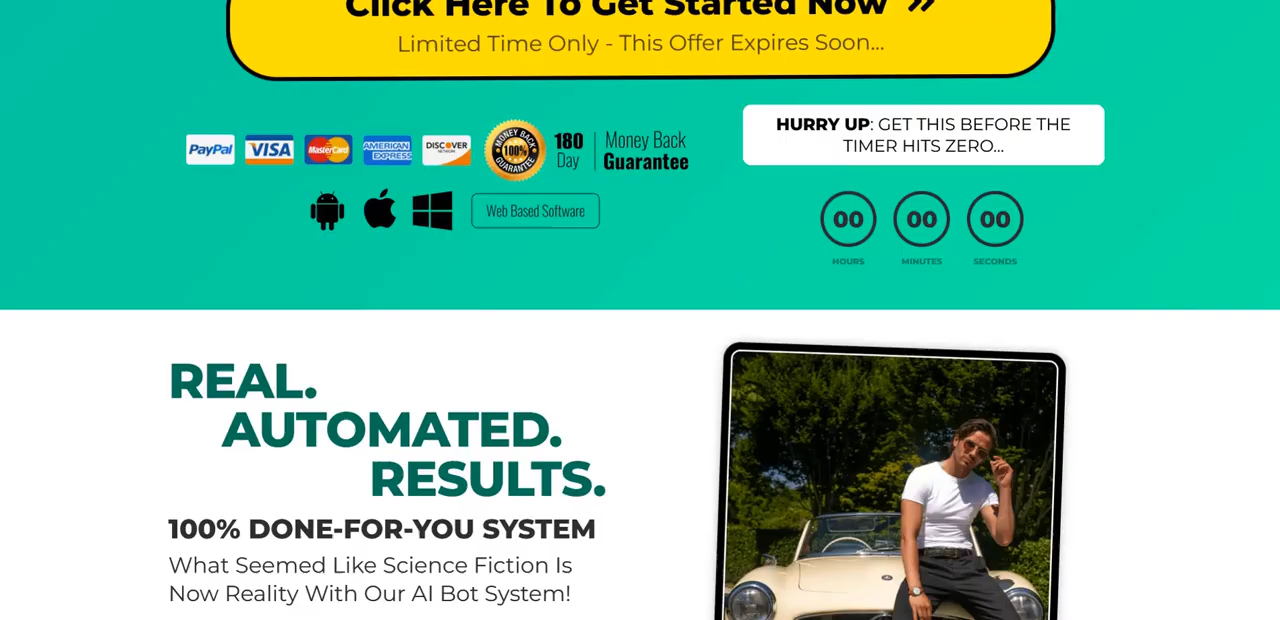 Click Here To Get Started Now »
Limited Time Only - This Offer Expires Soon...
PayPal VISA MasterCard AMERICAN EXPRESS DISCOVER NETWORK
MONEY BACK 100% GUARANTEE
180 Day
Money Back Guarantee
Web Based Software
HURRY UP: GET THIS BEFORE THE
TIMER HITS ZERO...
00 00 00
HOURS MINUTES SECONDS
REAL.
AUTOMATED.
RESULTS.
100% DONE-FOR-YOU SYSTEM
What Seemed Like Science Fiction Is
Now Reality With Our AI Bot System!